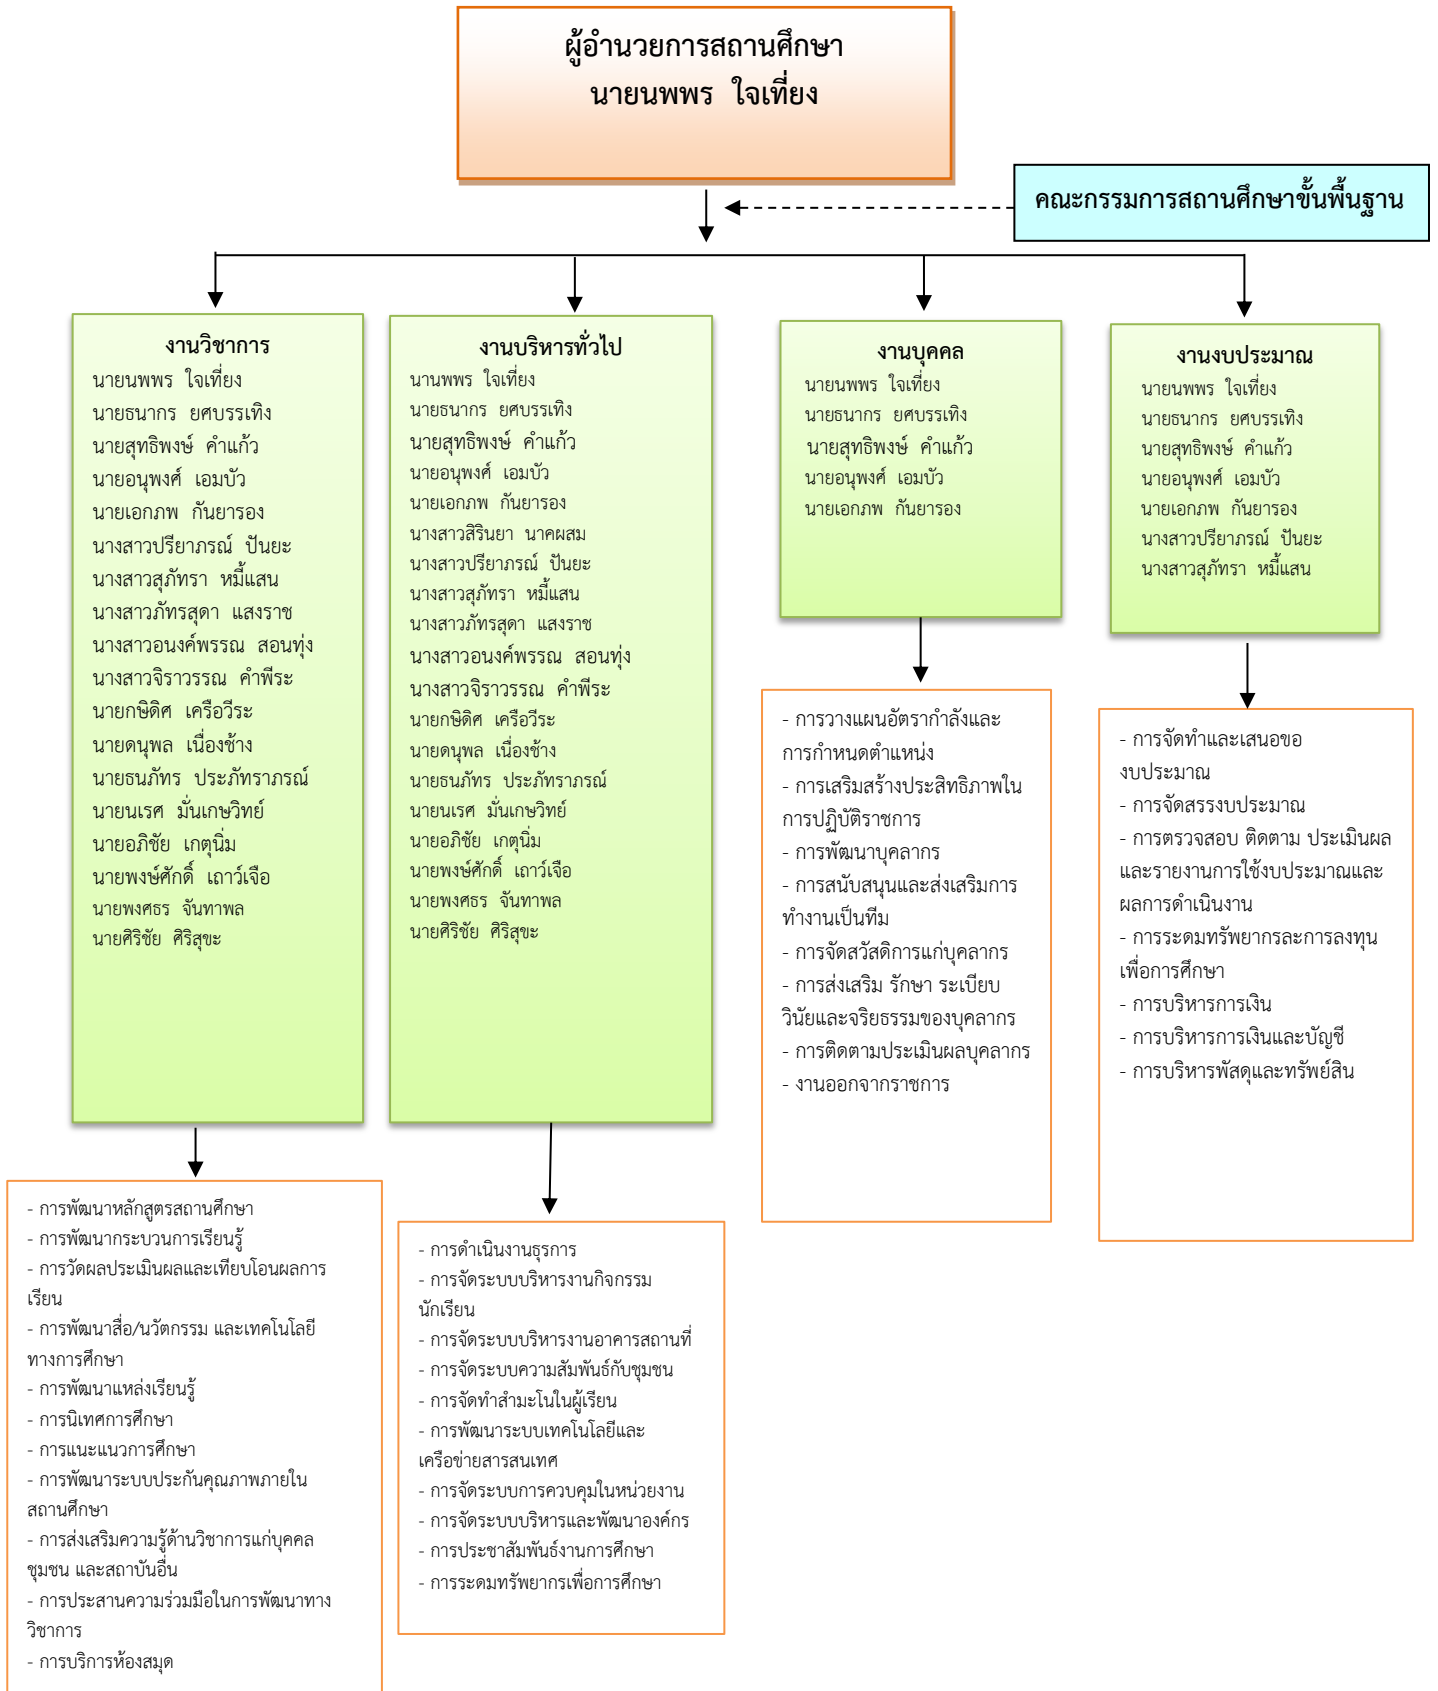 ผู้อำนวยการสถานศึกษา
นายนพพร ใจเที่ยง
คณะกรรมการสถานศึกษาขั้นพื้นฐาน
งานวิชาการ
นายนพพร ใจเที่ยง
นายธนากร ยศบรรเทิง
นายสุทธิพงษ์ คำแก้ว
นายอนุพงศ์ เอมบัว
นายเอกภพ กันยารอง
นางสาวปรียาภรณ์ ปันยะ
นางสาวสุภัทรา หมี้แสน
นางสาวภัทรสุดา แสงราช
นางสาวอนงค์พรรณ สอนทุ่ง
นางสาวจิราวรรณ คำพีระ
นายกษิดิศ เครือวีระ
นายดนุพล เนื่องช้าง
นายธนภัทร ประภัทราภรณ์
นายนเรศ มั่นเกษวิทย์
นายอภิชัย เกตุนิ่ม
นายพงษ์ศักดิ์ เถาว์เจือ
นายพงศธร จันทาพล
นายศิริชัย ศิริสุขะ
งานบริหารทั่วไป
นานพพร ใจเที่ยง
นายธนากร ยศบรรเทิง
นายสุทธิพงษ์ คำแก้ว
นายอนุพงศ์ เอมบัว
นายเอกภพ กันยารอง
นางสาวสิรินยา นาคผสม
นางสาวปรียาภรณ์ ปันยะ
นางสาวสุภัทรา หมี้แสน
นางสาวภัทรสุดา แสงราช
นางสาวอนงค์พรรณ สอนทุ่ง
นางสาวจิราวรรณ คำพีระ
นายกษิดิศ เครือวีระ
นายดนุพล เนื่องช้าง
นายธนภัทร ประภัทราภรณ์
นายนเรศ มั่นเกษวิทย์
นายอภิชัย เกตุนิ่ม
นายพงษ์ศักดิ์ เถาว์เจือ
นายพงศธร จันทาพล
นายศิริชัย ศิริสุขะ
งานบุคคล
นายนพพร ใจเที่ยง
นายธนากร ยศบรรเทิง
นายสุทธิพงษ์ คำแก้ว
นายอนุพงศ์ เอมบัว
นายเอกภพ กันยารอง
งานงบประมาณ
นายนพพร ใจเที่ยง
นายธนากร ยศบรรเทิง
นายสุทธิพงษ์ คำแก้ว
นายอนุพงศ์ เอมบัว
นายเอกภพ กันยารอง
นางสาวปรียาภรณ์ ปันยะ
นางสาวสุภัทรา หมี้แสน
- การพัฒนาหลักสูตรสถานศึกษา
- การพัฒนากระบวนการเรียนรู้
- การวัดผลประเมินผลและเทียบโอนผลการ
เรียน
- การพัฒนาสื่อ/นวัตกรรม และเทคโนโลยี
ทางการศึกษา
- การพัฒนาแหล่งเรียนรู้
- การนิเทศการศึกษา
- การแนะแนวการศึกษา
- การพัฒนาระบบประกันคุณภาพภายใน
สถานศึกษา
- การส่งเสริมความรู้ด้านวิชาการแก่บุคคล
ชุมชน และสถาบันอื่น
- การประสานความร่วมมือในการพัฒนาทาง
วิชาการ
- การบริการห้องสมุด
- การดำเนินงานธุรการ
- การจัดระบบบริหารงานกิจกรรม
นักเรียน
- การจัดระบบบริหารงานอาคารสถานที่
- การจัดระบบความสัมพันธ์กับชุมชน
- การจัดทำสำมะโนในผู้เรียน
- การพัฒนาระบบเทคโนโลยีและ
เครือข่ายสารสนเทศ
- การจัดระบบการควบคุมในหน่วยงาน
- การจัดระบบบริหารและพัฒนาองค์กร
- การประชาสัมพันธ์งานการศึกษา
- การระดมทรัพยากรเพื่อการศึกษา
- การวางแผนอัตรากำลังและ
การกำหนดตำแหน่ง
- การเสริมสร้างประสิทธิภาพใน
การปฏิบัติราชการ
- การพัฒนาบุคลากร
- การสนับสนุนและส่งเสริมการ
ทำงานเป็นทีม
- การจัดสวัสดิการแก่บุคลากร
- การส่งเสริม รักษา ระเบียบ
วินัยและจริยธรรมของบุคลากร
- การติดตามประเมินผลบุคลากร
- งานออกจากราชการ
- การจัดทำและเสนอขอ
งบประมาณ
- การจัดสรรงบประมาณ
- การตรวจสอบ ติดตาม ประเมินผล
และรายงานการใช้งบประมาณและ
ผลการดำเนินงาน
- การระดมทรัพยากรละการลงทุน
เพื่อการศึกษา
- การบริหารการเงิน
- การบริหารการเงินและบัญชี
- การบริหารพัสดุและทรัพย์สิน